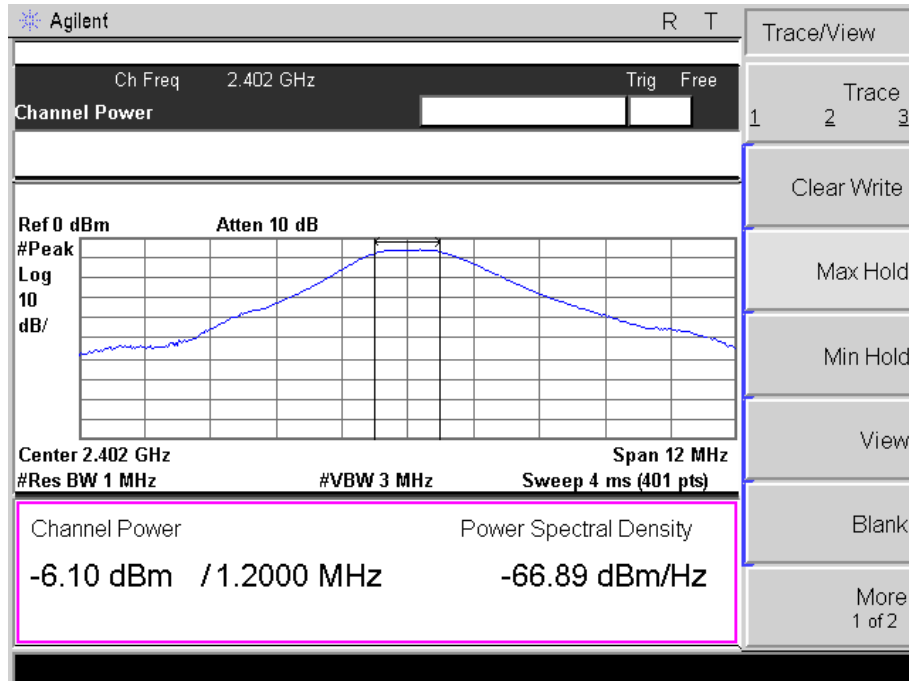 Agilent R T
Ch Freq 2.402 GHz Trig Free
Channel Power
Ref 0 dBm Atten 10 dB
#Peak
Log
10
dB/
Center 2.402 GHz Span 12 MHz
#Res BW 1 MHz #VBW 3 MHz Sweep 4 ms (401 pts)
Channel Power Power Spectral Density
-6.10 dBm / 1.2000 MHz -66.89 dBm/Hz
Trace/View
Trace
1 2 3
Clear Write
Max Hold
Min Hold
View
Blank
More
1 of 2